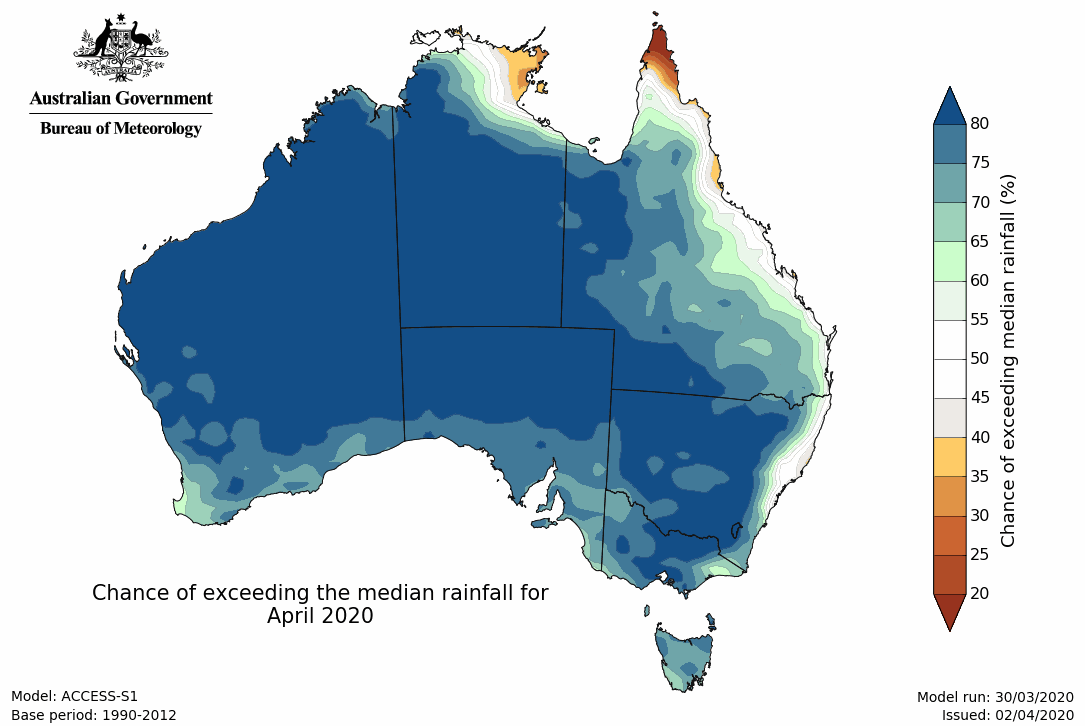 Australian Government
Bureau of Meteorology
80
75
70
65
60
55
50
45
40
35
30
25
20
Chance of exceeding median rainfall (%)
Chance of exceeding the median rainfall for
April 2020
Model: ACCESS-S1
Base period: 1990-2012
Model run: 30/03/2020
Issued: 02/04/2020